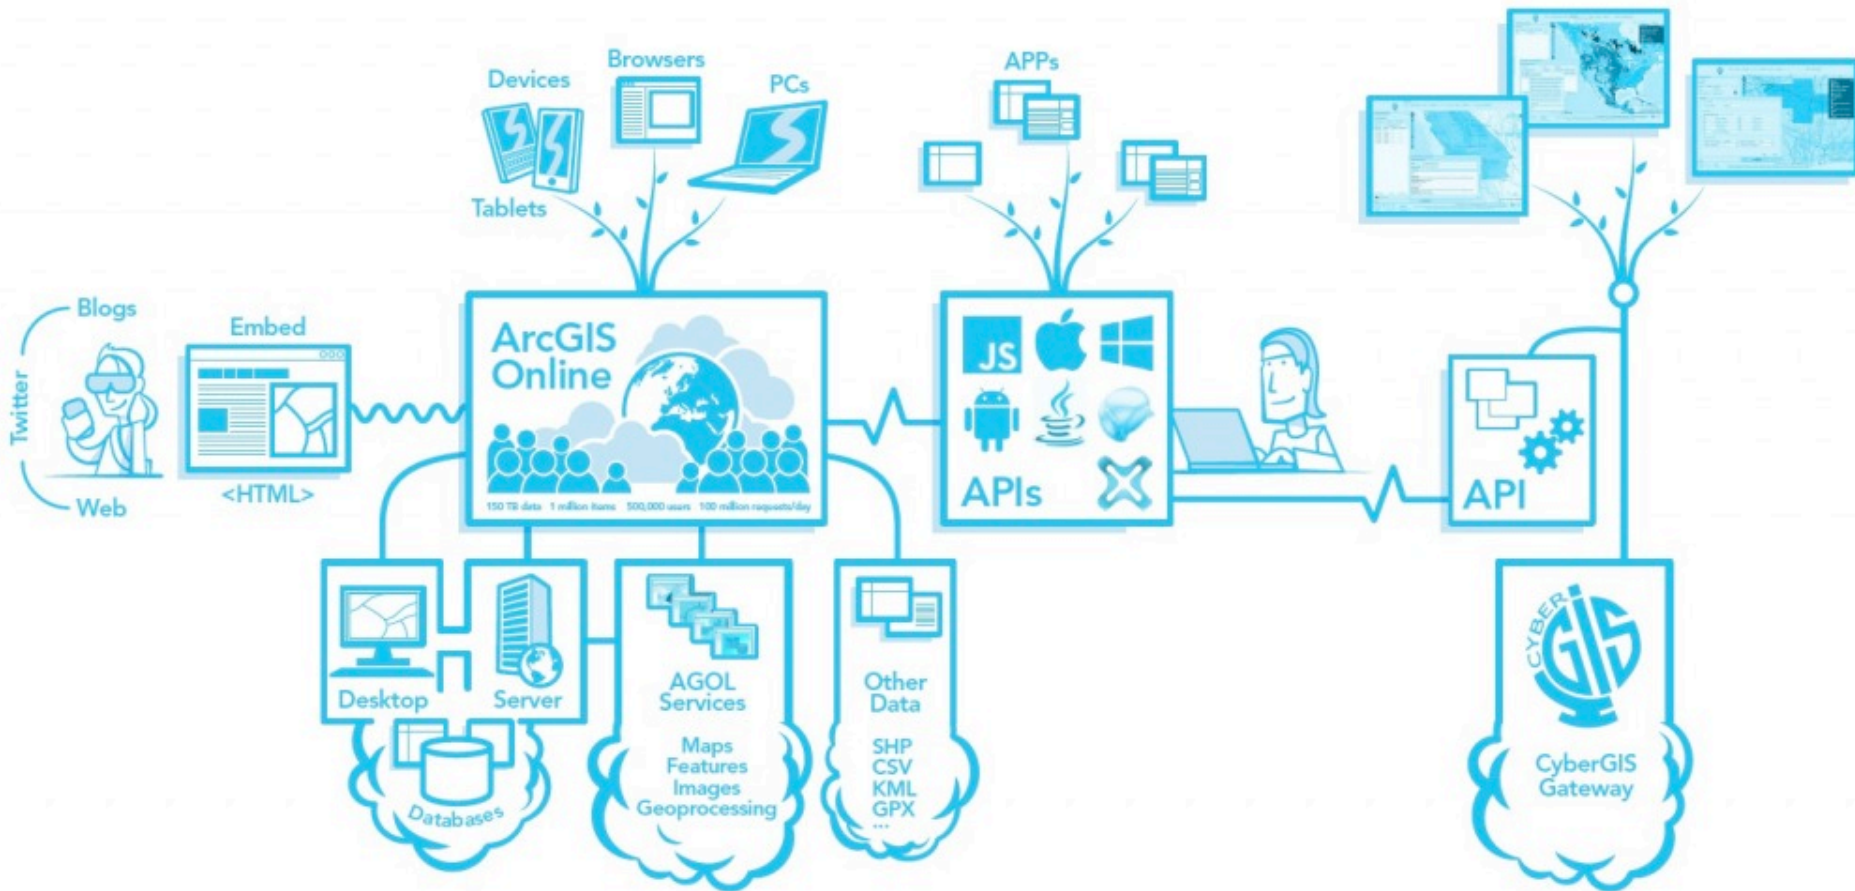 Devices
Browsers
PCs
Tablets
APPs
Blogs
Twitter
Web
Embed
<HTML>
ArcGIS
Online
150 TB data 1 million items 500,000 users 100 million requests/day
JS
APIs
API
Desktop
Server
Databases
AGOL
Services
Maps
Features
Images
Geoprocessing
Other
Data
SHP
CSV
KML
GPX
...
CYBER
GIS
CyberGIS
Gateway